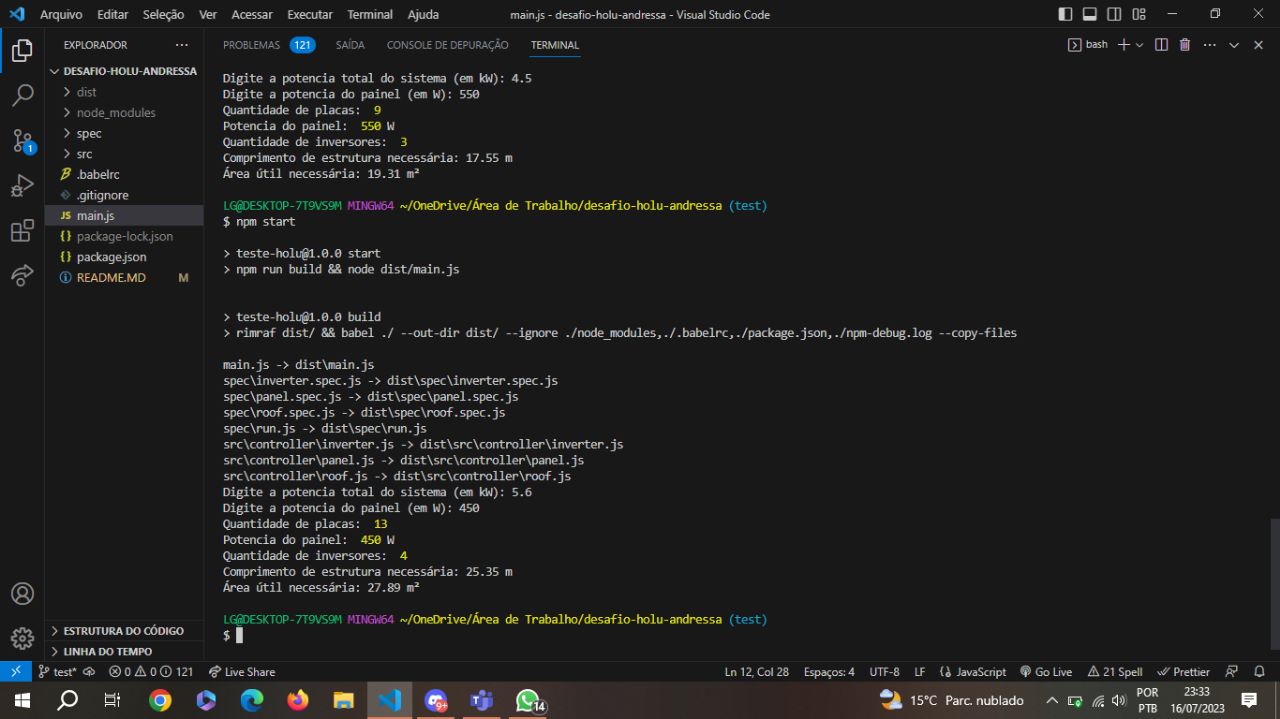 Arquivo Editar Seleção Ver Acessar Executar Terminal Ajuda main.js - desafio-holu-andressa - Visual Studio Code
EXPLORADOR ··· PROBLEMAS 121 SAÍDA CONSOLE DE DEPURAÇÃO TERMINAL bash
DESAFIO-HOLU-ANDRESSA
dist
node_modules
spec
src
.babelrc
.gitignore
JS main.js
{} package-lock.json
{} package.json
README.MD M
ESTRUTURA DO CÓDIGO
LINHA DO TEMPO
1
Digite a potencia total do sistema (em kW): 4.5
Digite a potencia do painel (em W): 550
Quantidade de placas: 9
Potencia do painel: 550 W
Quantidade de inversores: 3
Comprimento de estrutura necessária: 17.55 m
Área útil necessária: 19.31 m²
LG@DESKTOP-7T9VS9M MINGW64 ~/OneDrive/Área de Trabalho/desafio-holu-andressa (test)
$ npm start
> teste-holu@1.0.0 start
> npm run build && node dist/main.js
> teste-holu@1.0.0 build
> rimraf dist/ && babel ./ --out-dir dist/ --ignore ./node_modules,./.babelrc,./package.json,./npm-debug.log --copy-files
main.js -> dist\main.js
spec\inverter.spec.js -> dist\spec\inverter.spec.js
spec\panel.spec.js -> dist\spec\panel.spec.js
spec\roof.spec.js -> dist\spec\roof.spec.js
spec\run.js -> dist\spec\run.js
src\controller\inverter.js -> dist\src\controller\inverter.js
src\controller\panel.js -> dist\src\controller\panel.js
src\controller\roof.js -> dist\src\controller\roof.js
Digite a potencia total do sistema (em kW): 5.6
Digite a potencia do painel (em W): 450
Quantidade de placas: 13
Potencia do painel: 450 W
Quantidade de inversores: 4
Comprimento de estrutura necessária: 25.35 m
Área útil necessária: 27.89 m²
LG@DESKTOP-7T9VS9M MINGW64 ~/OneDrive/Área de Trabalho/desafio-holu-andressa (test)
$
test* 0 0 121 Live Share Ln 12, Col 28 Espaços: 4 UTF-8 LF {} JavaScript Go Live 21 Spell Prettier
9+ 14 15°C Parc. nublado POR 23:33
PTB 16/07/2023